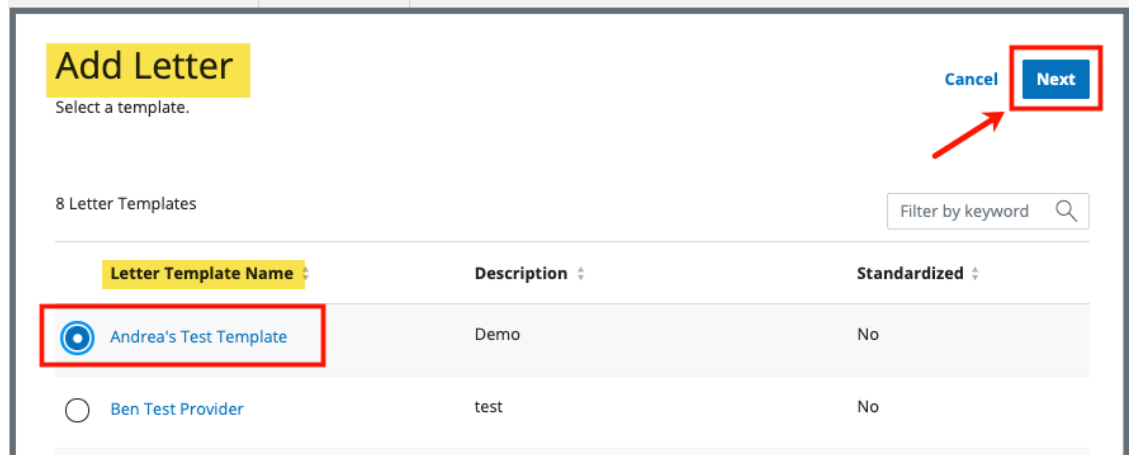 Add Letter
Cancel Next
Select a template.
8 Letter Templates
Filter by keyword
Letter Template Name Description Standardized
Andrea's Test Template Demo No
Ben Test Provider test No